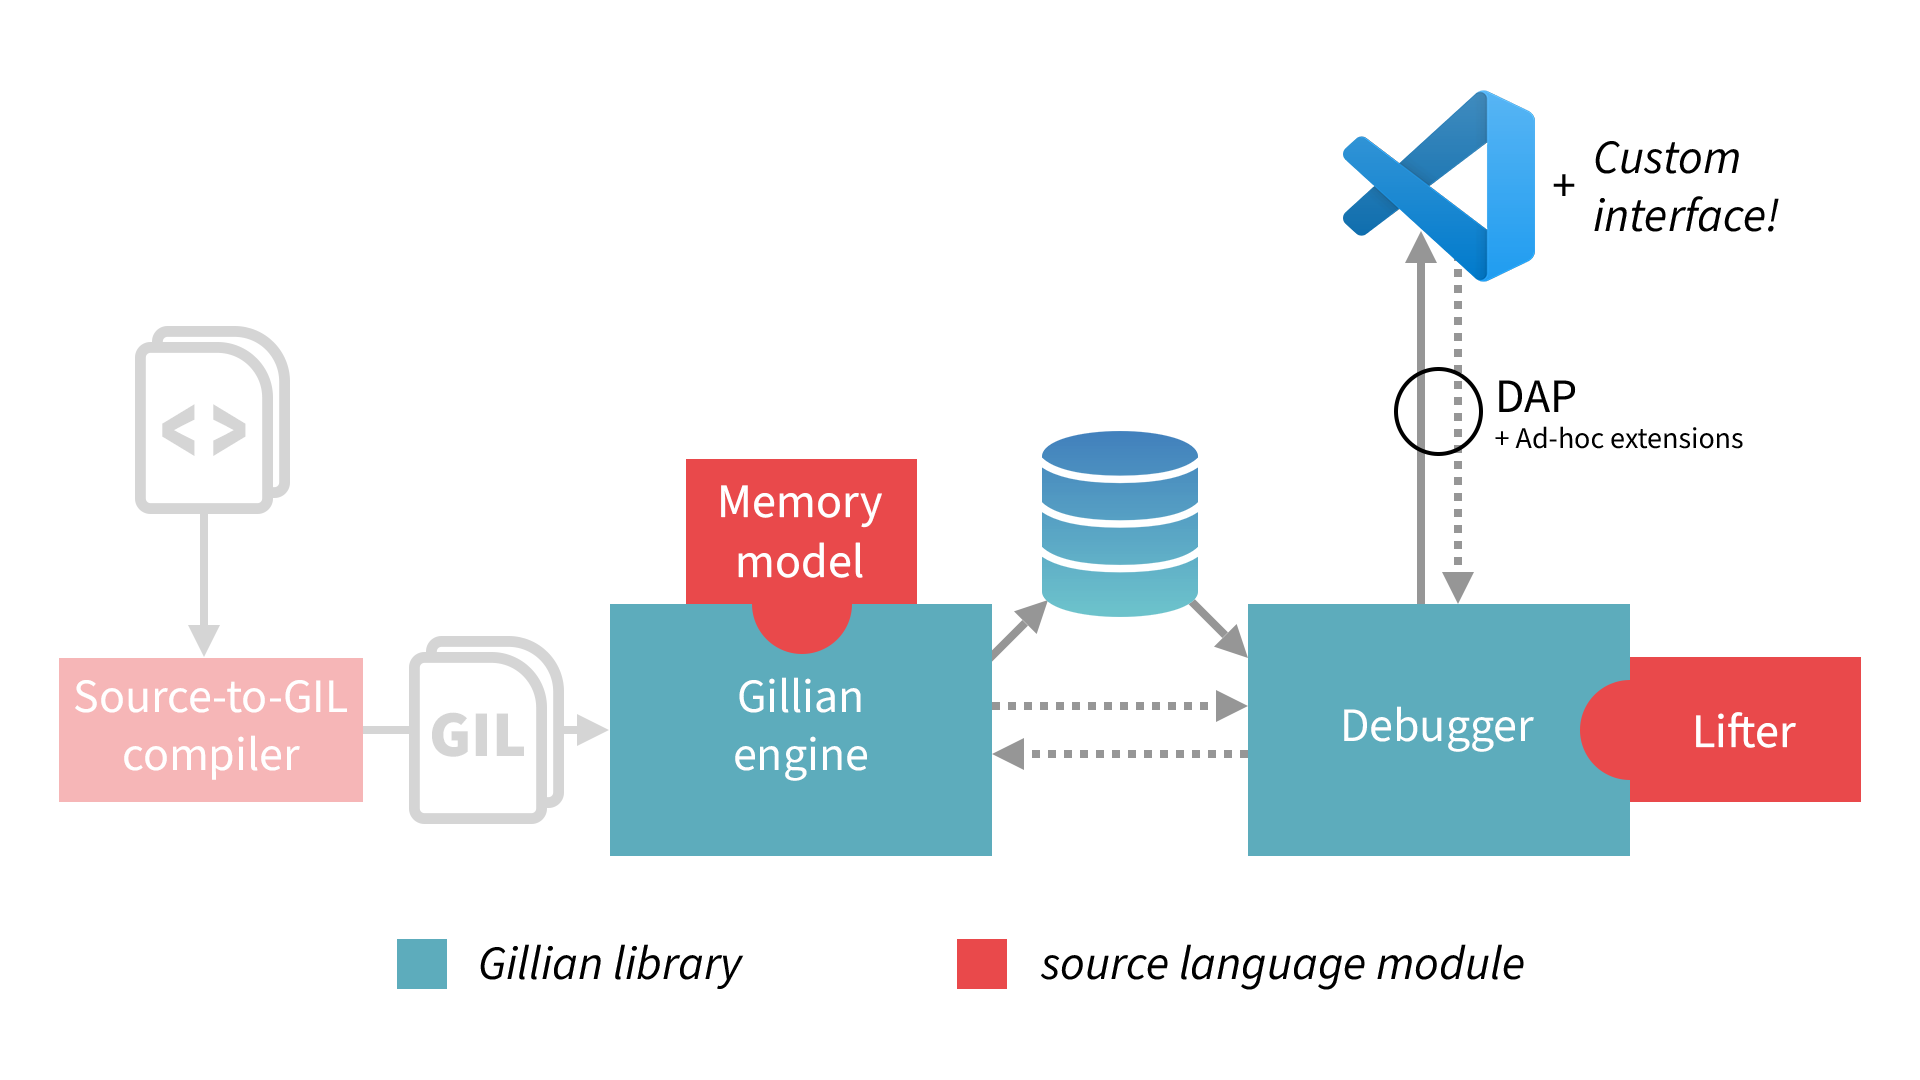 +
Custom
interface!
DAP
+ Ad-hoc extensions
< >
Memory
model
Source-to-GIL
compiler
GIL
Gillian
engine
Debugger
Lifter
Gillian library
source language module